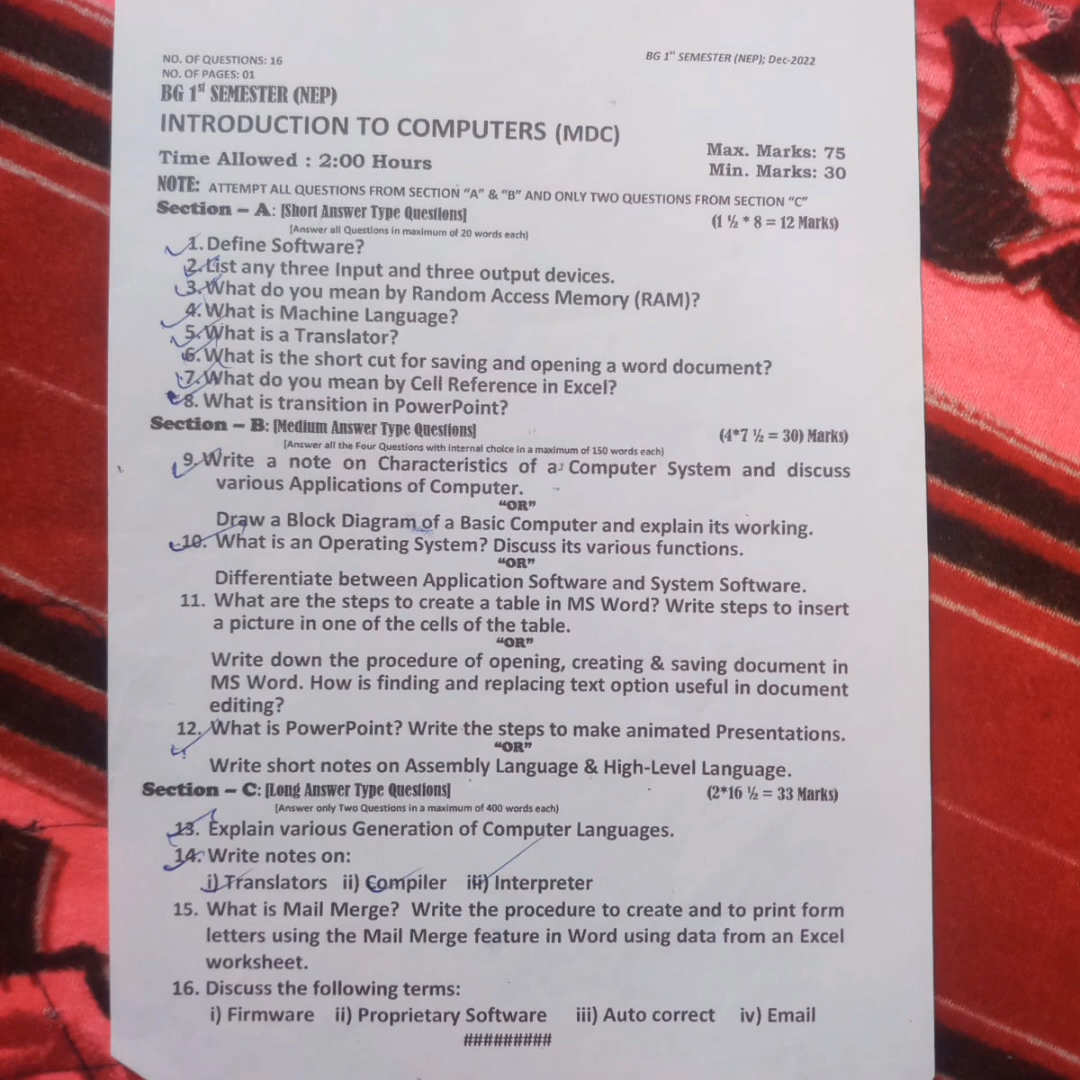 NO. OF QUESTIONS: 16
BG 1st SEMESTER (NEP); Dec-2022
NO. OF PAGES: 01
BG 1st SEMESTER (NEP)
INTRODUCTION TO COMPUTERS (MDC)
Max. Marks: 75
Time Allowed : 2:00 Hours
Min. Marks: 30
NOTE: ATTEMPT ALL QUESTIONS FROM SECTION "A" & "B" AND ONLY TWO QUESTIONS FROM SECTION "C"
Section – A: [Short Answer Type Questions] (1 ½ * 8 = 12 Marks)
[Answer all Questions in maximum of 20 words each)
1. Define Software?
2. List any three Input and three output devices.
3. What do you mean by Random Access Memory (RAM)?
4. What is Machine Language?
5. What is a Translator?
6. What is the short cut for saving and opening a word document?
7. What do you mean by Cell Reference in Excel?
8. What is transition in PowerPoint?
Section – B: [Medium Answer Type Questions] (4*7 ½ = 30) Marks)
[Answer all the Four Questions with internal choice in a maximum of 150 words each)
9. Write a note on Characteristics of a Computer System and discuss
various Applications of Computer.
"OR"
Draw a Block Diagram of a Basic Computer and explain its working.
10. What is an Operating System? Discuss its various functions.
"OR"
Differentiate between Application Software and System Software.
11. What are the steps to create a table in MS Word? Write steps to insert
a picture in one of the cells of the table.
"OR"
Write down the procedure of opening, creating & saving document in
MS Word. How is finding and replacing text option useful in document
editing?
12. What is PowerPoint? Write the steps to make animated Presentations.
"OR"
Write short notes on Assembly Language & High-Level Language.
Section – C: [Long Answer Type Questions] (2*16 ½ = 33 Marks)
[Answer only Two Questions in a maximum of 400 words each)
13. Explain various Generation of Computer Languages.
14. Write notes on:
i) Translators ii) Compiler iii) Interpreter
15. What is Mail Merge? Write the procedure to create and to print form
letters using the Mail Merge feature in Word using data from an Excel
worksheet.
16. Discuss the following terms:
i) Firmware ii) Proprietary Software iii) Auto correct iv) Email
#########